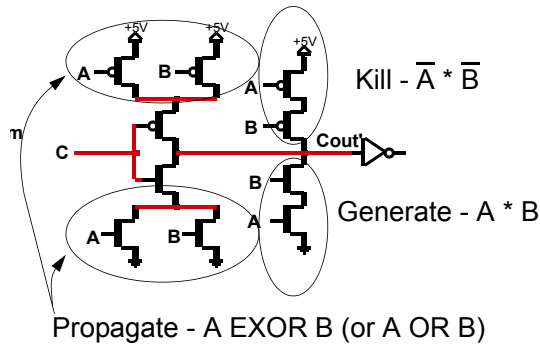 +5V +5V +5V
A B
A
Kill - A̅ * B̅
B
m
C
Cout'
B
Generate - A * B
A
A B
Propagate - A EXOR B (or A OR B)